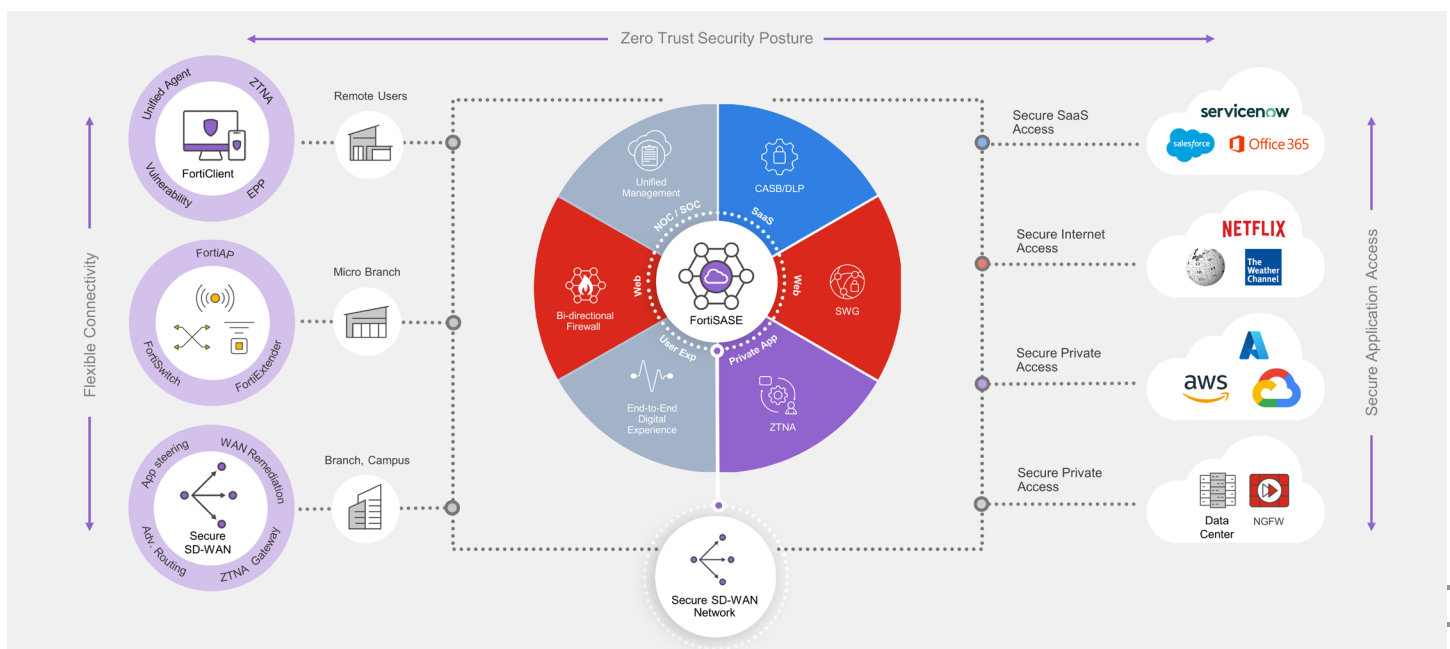 Zero Trust Security Posture
Flexible Connectivity
Unified Agent
ZTNA
Vulnerability
EPP
FortiClient
Remote Users
FortiAP
FortiSwitch
FortiExtender
Micro Branch
App steering
WAN Remediation
Adv. Routing
ZTNA Gateway
Secure
SD-WAN
Branch, Campus
Unified
Management
NOC / SOC
CASB/DLP
SaaS
Bi-directional
Firewall
Web
FortiSASE
Web
SWG
End-to-End
Digital
Experience
User Exp
Private App
ZTNA
Secure SD-WAN
Network
Secure SaaS
Access
servicenow
salesforce
Office 365
Secure Internet
Access
NETFLIX
The
Weather
Channel
Secure Private
Access
aws
Secure Private
Access
Data
Center
NGFW
Secure Application Access